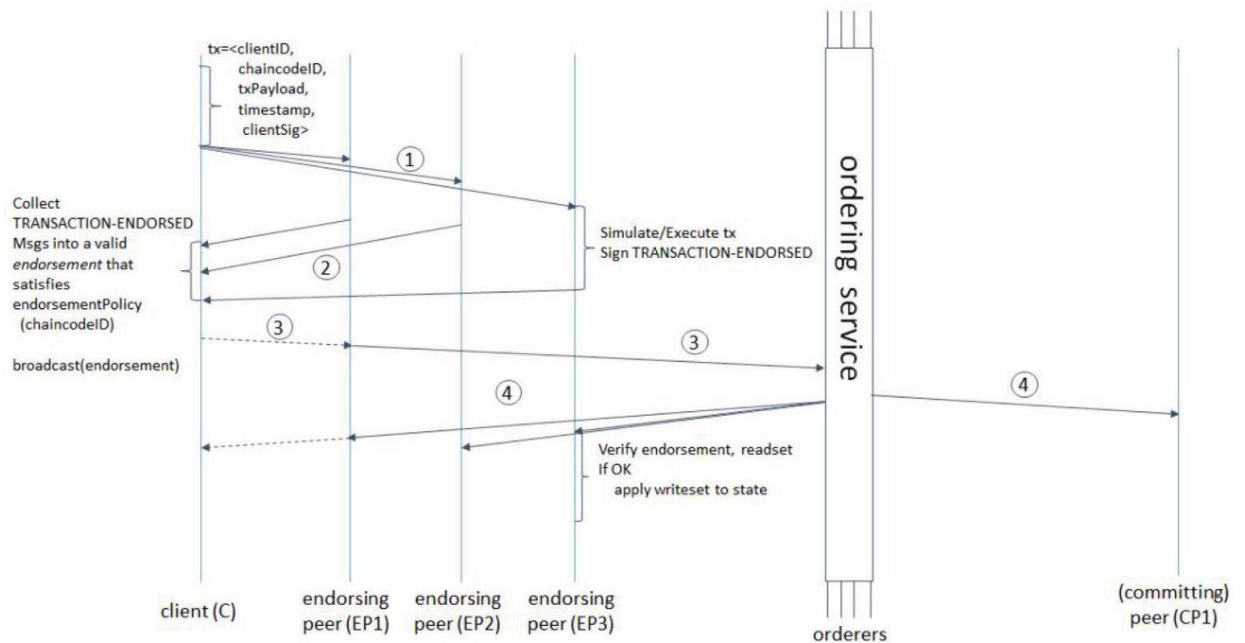 tx=<clientID,
chaincodeID,
txPayload,
timestamp,
clientSig>
1
Collect
TRANSACTION-ENDORSED
Msgs into a valid
endorsement that
satisfies
endorsementPolicy
(chaincodeID)
2
Simulate/Execute tx
Sign TRANSACTION-ENDORSED
ordering service
3
3
broadcast(endorsement)
4
4
Verify endorsement, readset
If OK
apply writeset to state
client (C)
endorsing
peer (EP1)
endorsing
peer (EP2)
endorsing
peer (EP3)
orderers
(committing)
peer (CP1)